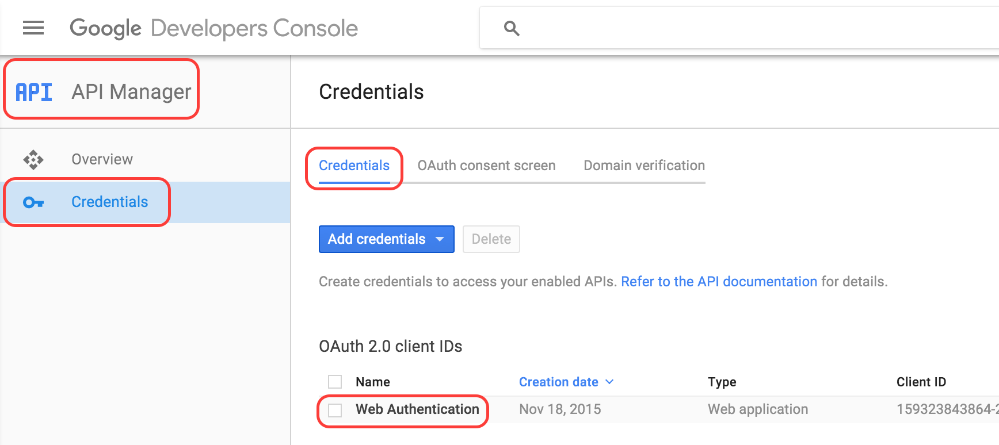 Google Developers Console
API API Manager
Credentials
Overview
Credentials
Credentials OAuth consent screen Domain verification
Add credentials Delete
Create credentials to access your enabled APIs. Refer to the API documentation for details.
OAuth 2.0 client IDs
Name Creation date Type Client ID
Web Authentication Nov 18, 2015 Web application 159323843864-2